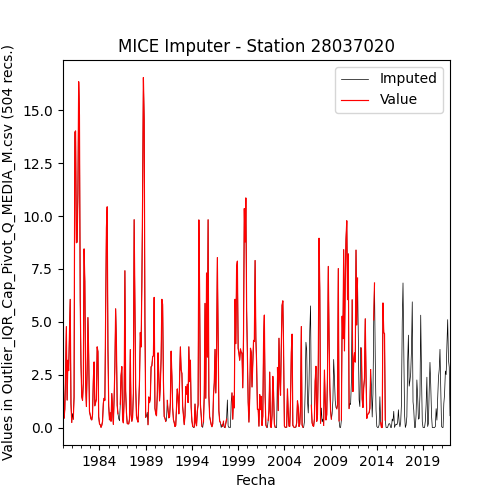 MICE Imputer - Station 28037020
Values in Outlier_IQR_Cap_Pivot_Q_MEDIA_M.csv (504 recs.)
Imputed
Value
15.0
12.5
10.0
7.5
5.0
2.5
0.0
1984 1989 1994 1999 2004 2009 2014 2019
Fecha